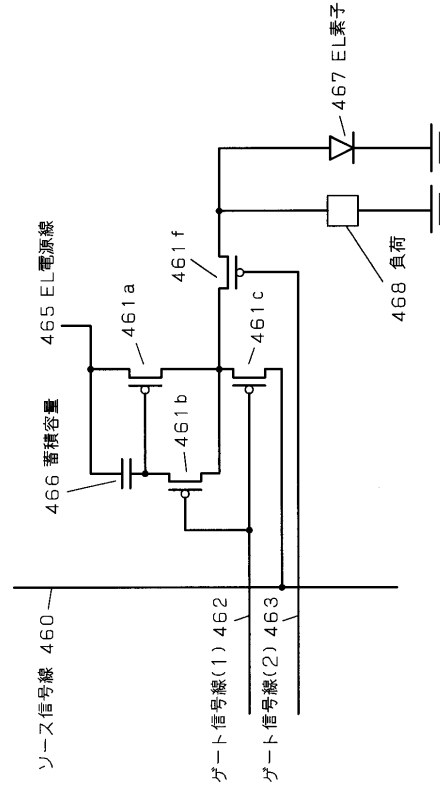 ソース信号線 460
466 蓄積容量
465 EL電源線
461a
461b
461f
461c
467 EL素子
468 負荷
ゲート信号線(1) 462
ゲート信号線(2) 463